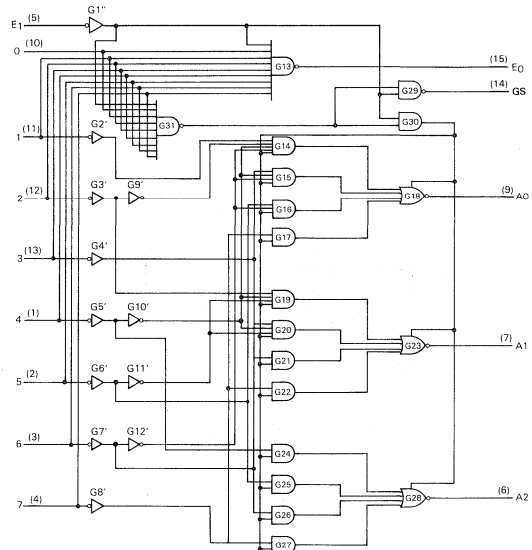 G1''
E1 (5)
0 (10)
G13
(15)
E0
(14)
G29
GS
G31
G30
1 (11)
G2'
G14
2 (12)
G3'
G9'
G15
G16
G18
(9)
A0
G17
3 (13)
G4'
G19
4 (1)
G5'
G10'
G20
G23
(7)
A1
G21
5 (2)
G6'
G11'
G22
6 (3)
G7'
G12'
G24
G25
G28
(6)
A2
7 (4)
G8'
G26
G27